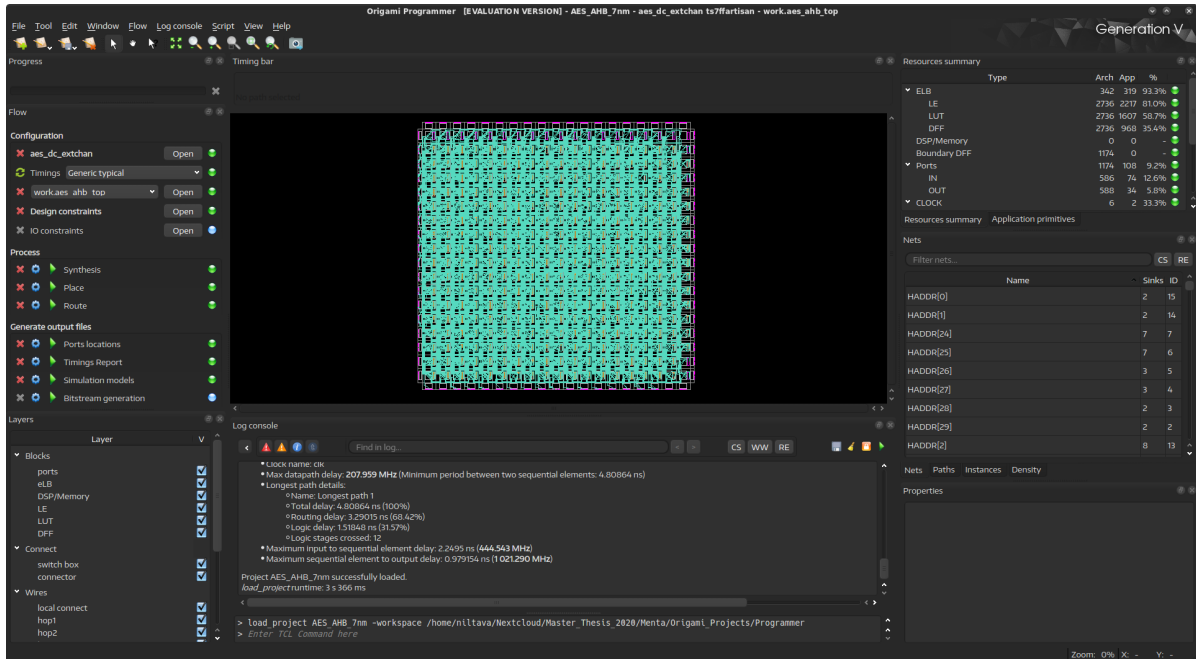 Origami Programmer [EVALUATION VERSION] - AES_AHB_7nm - aes_dc_extchan ts7ffartisan - work.aes_ahb_top
File Tool Edit Window Flow Log console Script View Help
Generation V
Progress
Flow
Configuration
aes_dc_extchan Open
Timings Generic typical
work.aes_ahb_top Open
Design constraints Open
IO constraints Open
Process
Synthesis
Place
Route
Generate output files
Ports locations
Timings Report
Simulation models
Bitstream generation
Layers
Layer V
Blocks
ports
eLB
DSP/Memory
LE
LUT
DFF
Connect
switch box
connector
Wires
local connect
hop1
hop2
Timing bar
Log console
Find in log... CS WW RE
Clock name: clk
Max datapath delay: 207.959 MHz (Minimum period between two sequential elements: 4.80864 ns)
Longest path details:
Name: Longest path 1
Total delay: 4.80864 ns (100%)
Routing delay: 3.29015 ns (68.42%)
Logic delay: 1.51848 ns (31.57%)
Logic stages crossed: 12
Maximum input to sequential element delay: 2.2495 ns (444.543 MHz)
Maximum sequential element to output delay: 0.979154 ns (1 021.290 MHz)
Project AES_AHB_7nm successfully loaded.
load_project runtime: 3 s 366 ms
> load_project AES_AHB_7nm -workspace /home/niltava/Nextcloud/Master_Thesis_2020/Menta/Origami_Projects/Programmer
> Enter TCL Command here
Resources summary
Type Arch App %
ELB 342 319 93.3%
LE 2736 2217 81.0%
LUT 2736 1607 58.7%
DFF 2736 968 35.4%
DSP/Memory 0 0 -
Boundary DFF 1174 0 -
Ports 1174 108 9.2%
IN 586 74 12.6%
OUT 588 34 5.8%
CLOCK 6 2 33.3%
Resources summary Application primitives
Nets
Filter nets... CS RE
Name Sinks ID
HADDR[0] 2 15
HADDR[1] 2 14
HADDR[24] 7 7
HADDR[25] 7 6
HADDR[26] 3 5
HADDR[27] 3 4
HADDR[28] 2 3
HADDR[29] 2 2
HADDR[2] 8 13
Nets Paths Instances Density
Properties
Zoom: 0% X: - Y: -